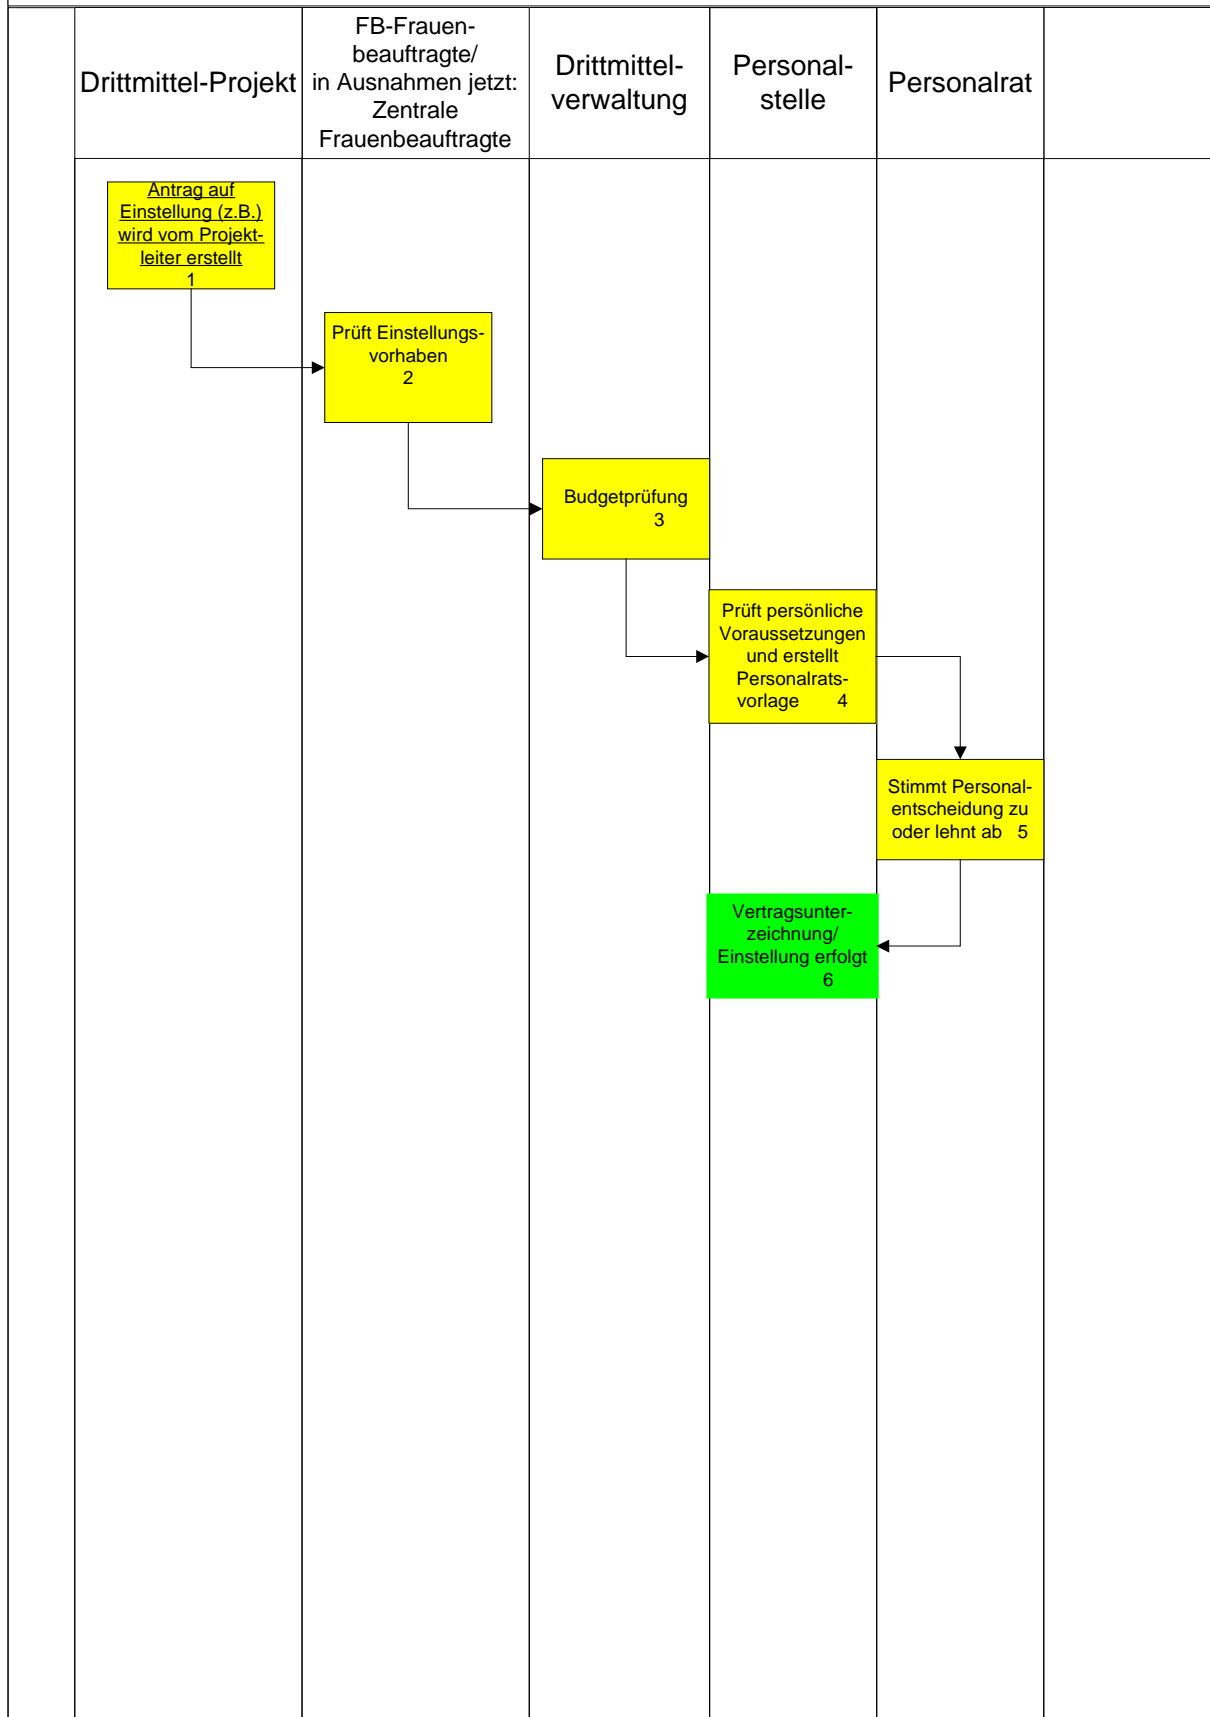 Drittmittel-Projekt
FB-Frauen-
beauftragte/
in Ausnahmen jetzt:
Zentrale
Frauenbeauftragte
Drittmittel-
verwaltung
Personal-
stelle
Personalrat
Antrag auf
Einstellung (z.B.)
wird vom Projekt-
leiter erstellt
1
Prüft Einstellungs-
vorhaben
2
Budgetprüfung
3
Prüft persönliche
Voraussetzungen
und erstellt
Personalrats-
vorlage 4
Stimmt Personal-
entscheidung zu
oder lehnt ab 5
Vertragsunter-
zeichnung/
Einstellung erfolgt
6